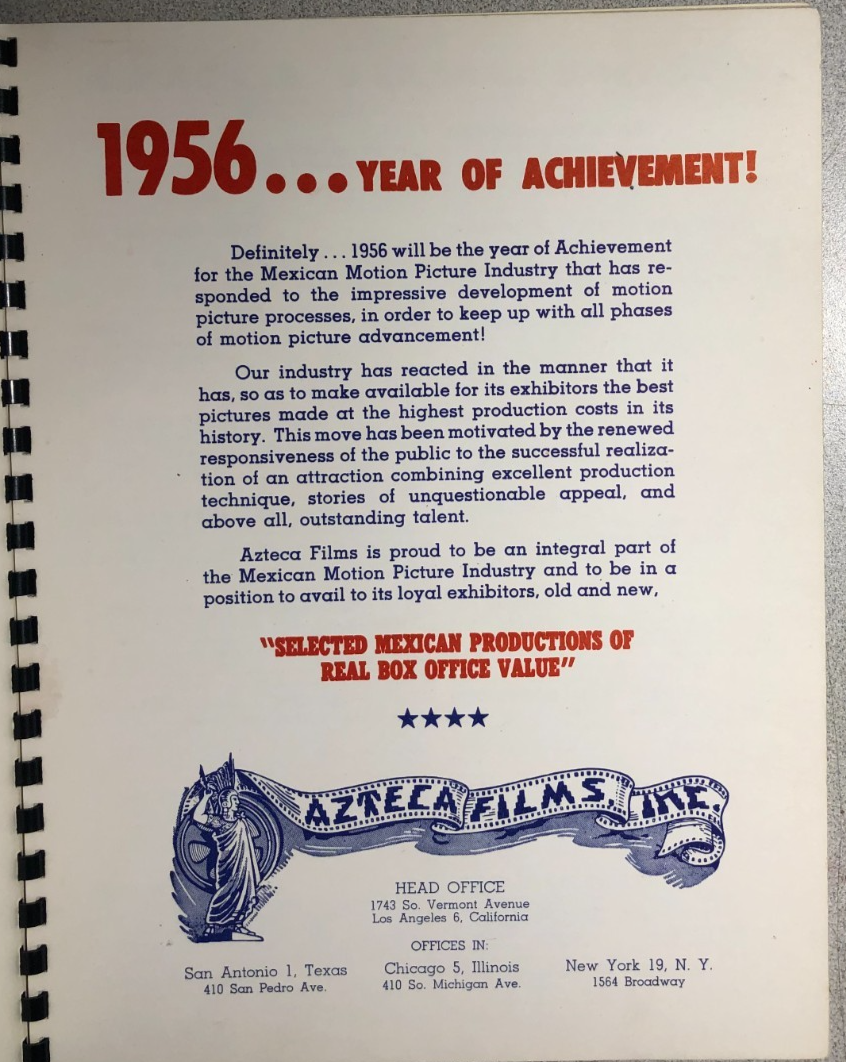 1956...YEAR OF ACHIEVEMENT!
Definitely...1956 will be the year of Achievement
for the Mexican Motion Picture Industry that has re-
sponded to the impressive development of motion
picture processes, in order to keep up with all phases
of motion picture advancement!
Our industry has reacted in the manner that it
has, so as to make available for its exhibitors the best
pictures made at the highest production costs in its
history. This move has been motivated by the renewed
responsiveness of the public to the successful realiza-
tion of an attraction combining excellent production
technique, stories of unquestionable appeal, and
above all, outstanding talent.
Azteca Films is proud to be an integral part of
the Mexican Motion Picture Industry and to be in a
position to avail to its loyal exhibitors, old and new,
"SELECTED MEXICAN PRODUCTIONS OF
REAL BOX OFFICE VALUE"
AZTECA FILMS, INC.
HEAD OFFICE
1743 So. Vermont Avenue
Los Angeles 6, California
OFFICES IN:
San Antonio 1, Texas
410 San Pedro Ave.
Chicago 5, Illinois
410 So. Michigan Ave.
New York 19, N. Y.
1564 Broadway